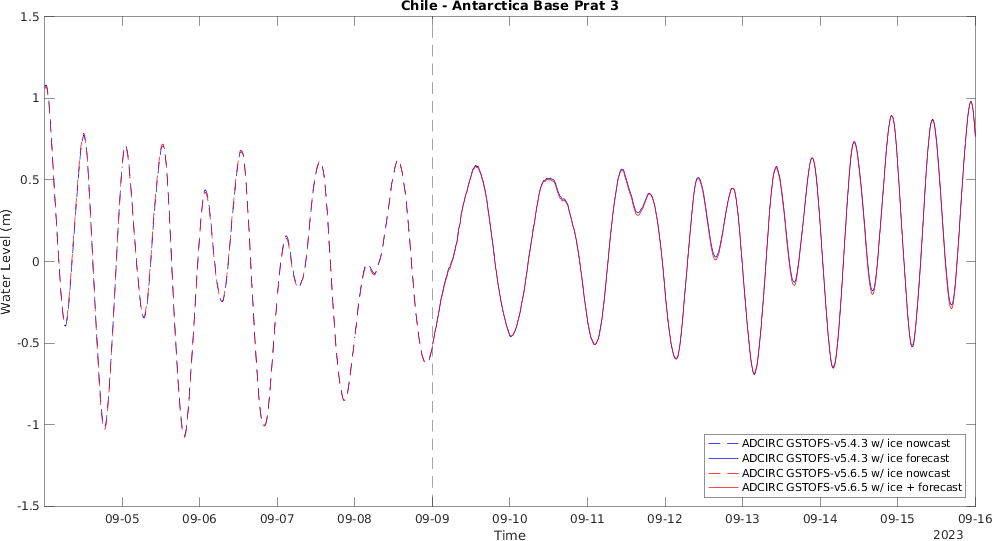 Chile - Antarctica Base Prat 3
1.5
1
0.5
0
-0.5
-1
-1.5
Water Level (m)
ADCIRC GSTOFS-v5.4.3 w/ ice nowcast
ADCIRC GSTOFS-v5.4.3 w/ ice forecast
ADCIRC GSTOFS-v5.6.5 w/ ice nowcast
ADCIRC GSTOFS-v5.6.5 w/ ice + forecast
09-05 09-06 09-07 09-08 09-09 09-10 09-11 09-12 09-13 09-14 09-15 09-16
Time
2023